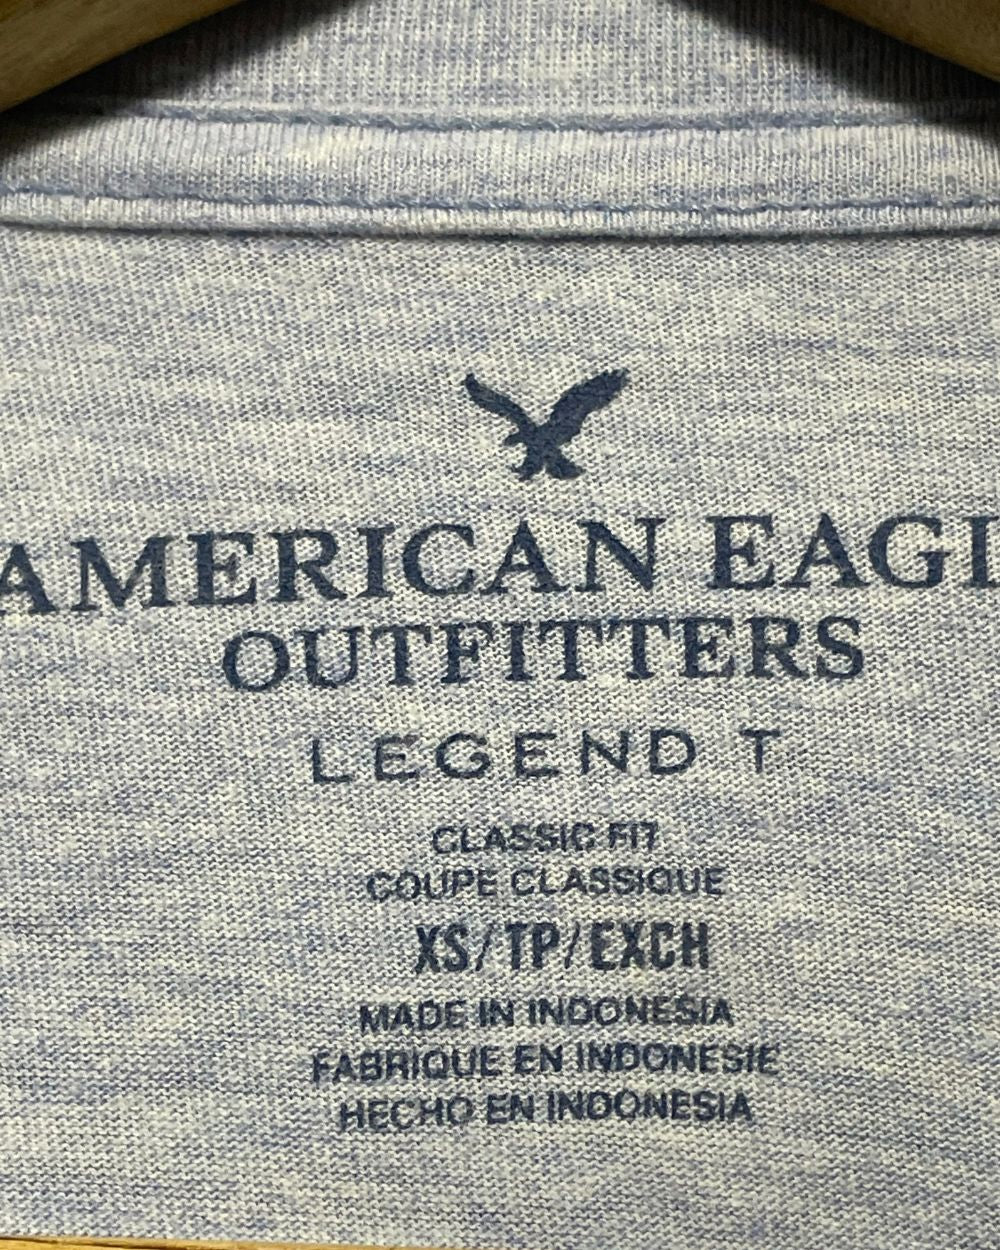 AMERICAN EAGL
OUTFITTERS
LEGEND T
CLASSIC FIT
COUPE CLASSIQUE
XS/TP/EXCH
MADE IN INDONESIA
FABRIQUE EN INDONESIE
HECHO EN INDONESIA